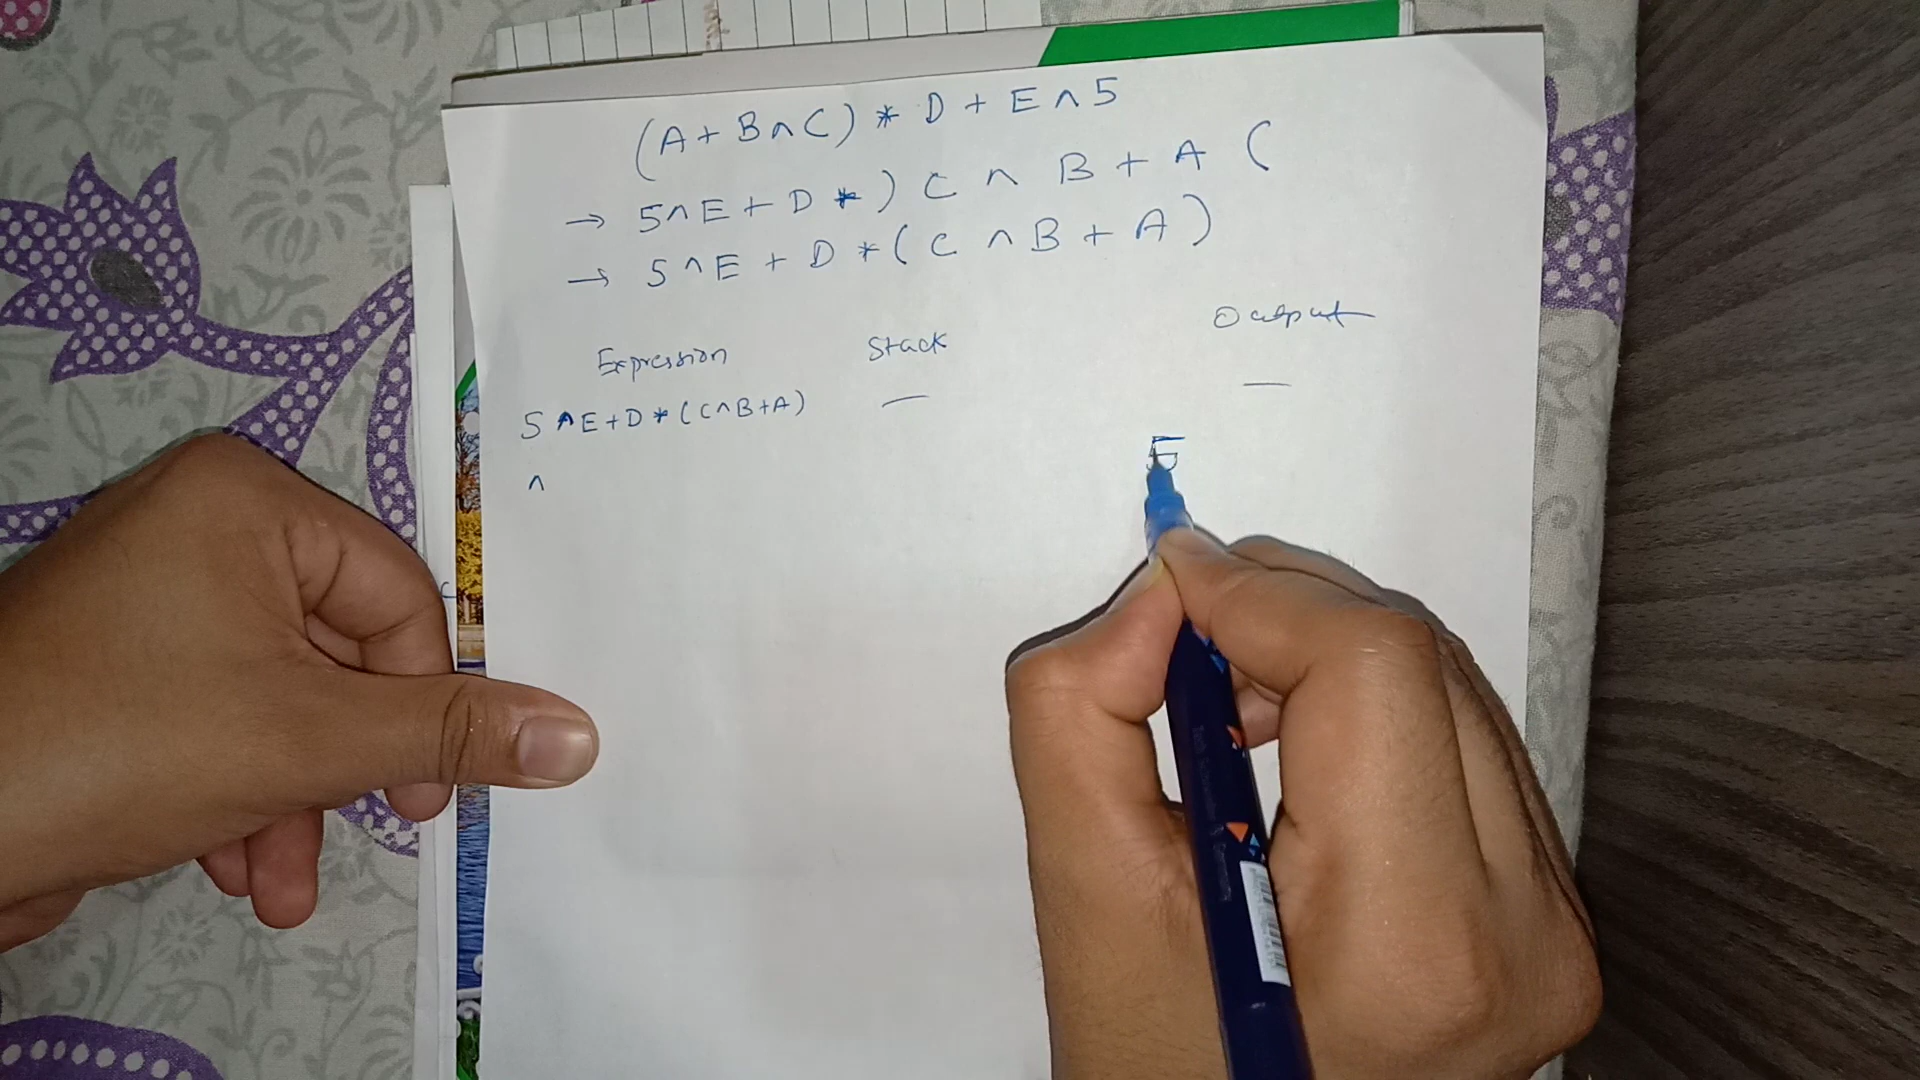 (A+B∧C)*D+E∧5
→ 5∧E+D*)C∧B+A(
→ 5∧E+D*(C∧B+A)
Expression Stack Output
5∧E+D*(C∧B+A) — —
5
∧